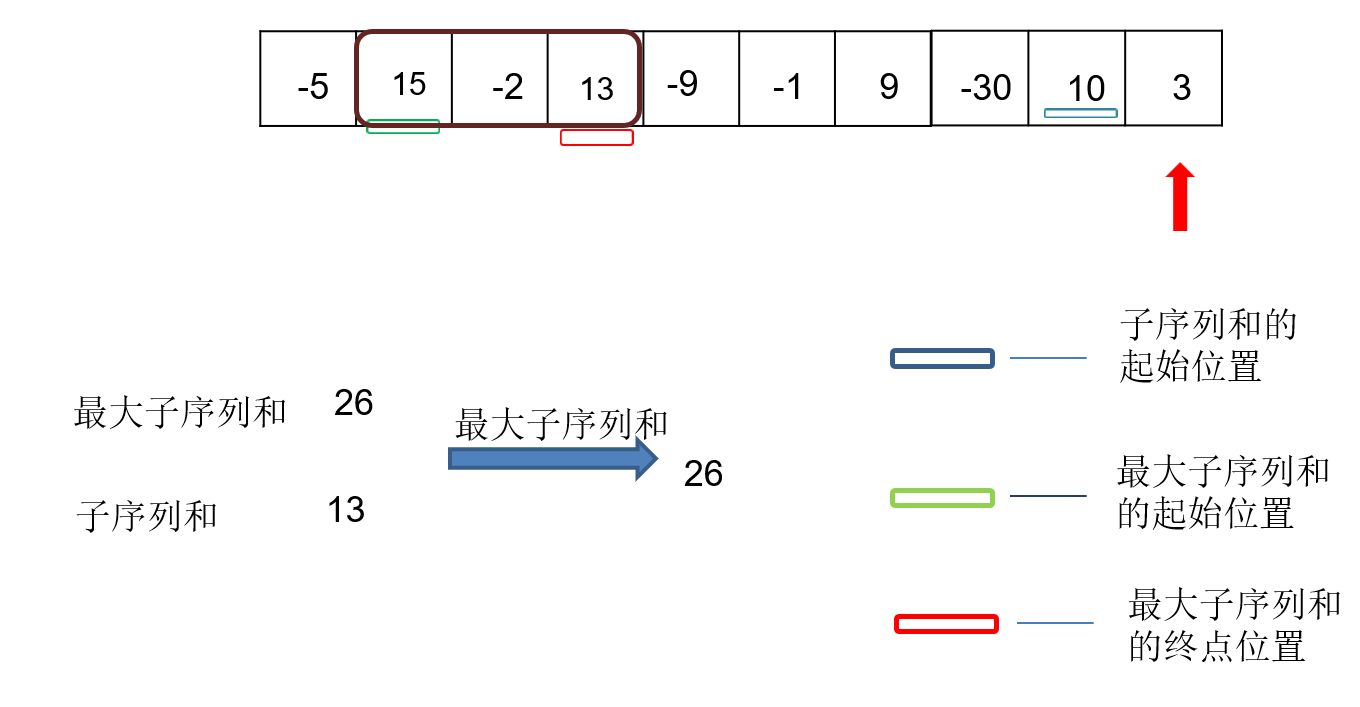 -5 15 -2 13 -9 -1 9 -30 10 3
子序列和的
起始位置
最大子序列和 26
最大子序列和
26
子序列和 13
最大子序列和
的起始位置
最大子序列和
的终点位置